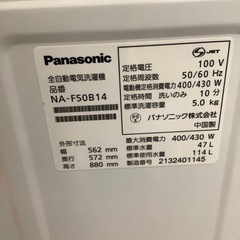 Panasonic
全自動電気洗濯機
品番
NA-F50B14
外形寸法
幅 562 mm
奥行 572 mm
高さ 880 mm
JET
定格電圧 100 V
定格周波数 50/60 Hz
電動機定格消費電力 400/430 W
定格時間 洗いのみ 10 分
標準洗濯容量 5.0 kg
パナソニック株式会社
中国製
最大消費電力 400/430 W
標準水量 47 L
標準使用水量 114 L
製造番号 2132401145